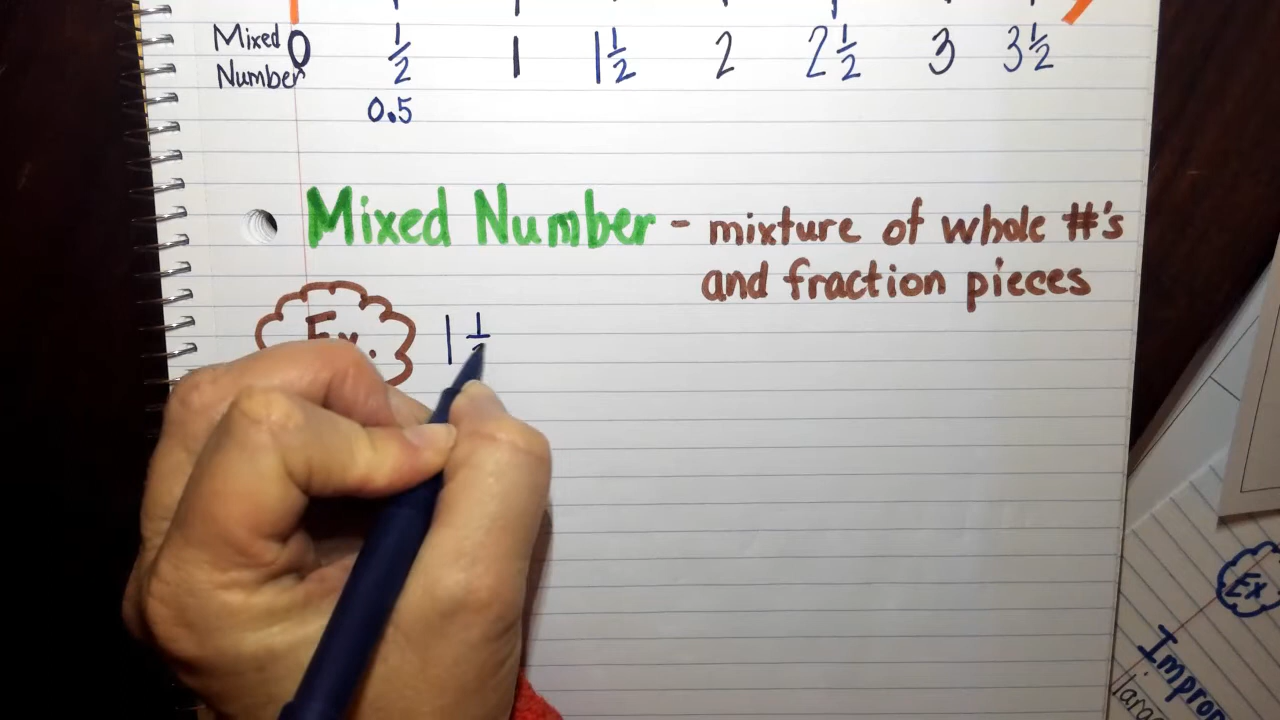 Mixed 0 1/2 1 1 1/2 2 2 1/2 3 3 1/2
Number
0.5
Mixed Number - mixture of whole #'s
and fraction pieces
Ex. 1
Ex